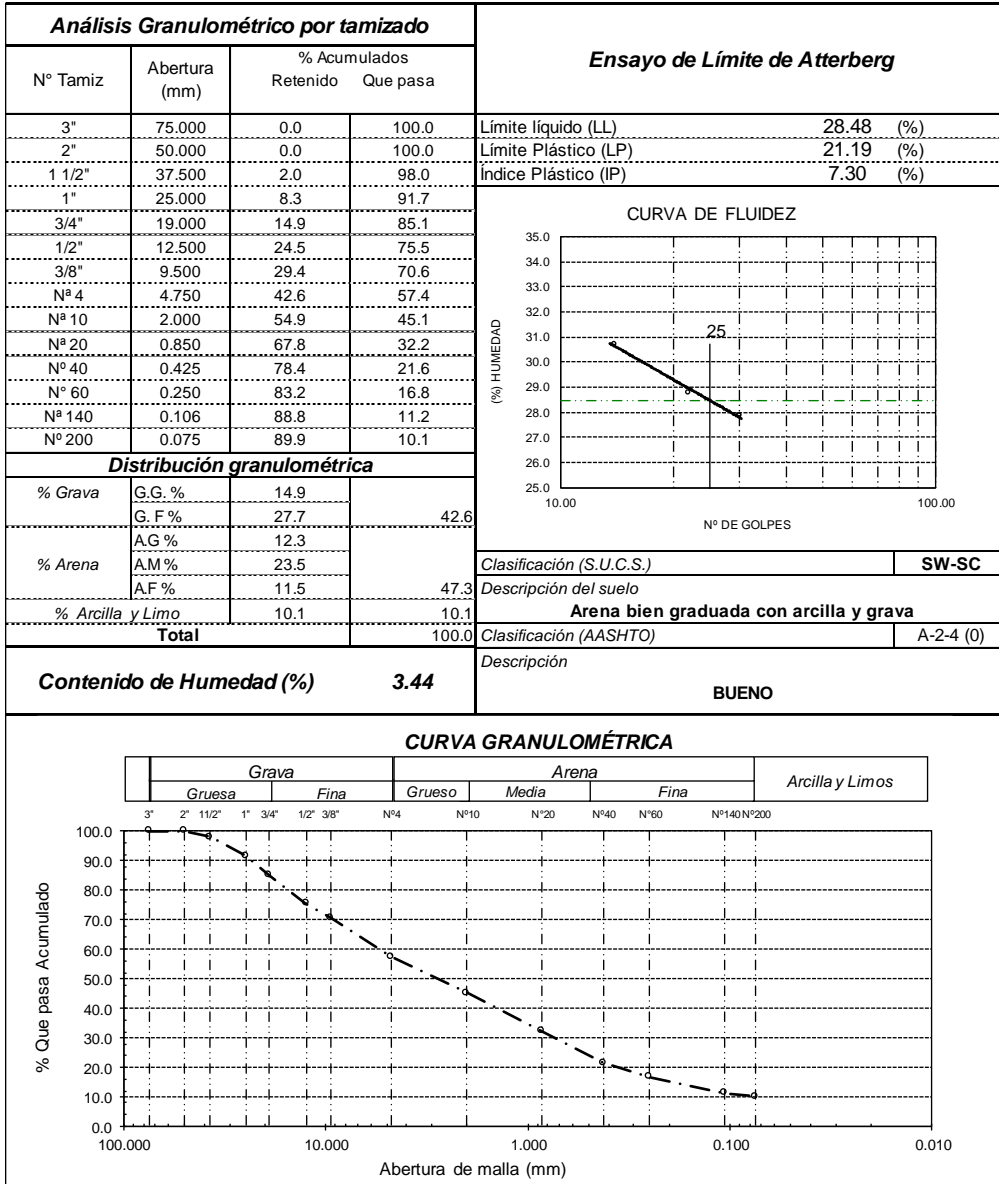 Análisis Granulométrico por tamizado
N° Tamiz Abertura (mm) % Acumulados
Retenido Que pasa
3" 75.000 0.0 100.0
2" 50.000 0.0 100.0
1 1/2" 37.500 2.0 98.0
1" 25.000 8.3 91.7
3/4" 19.000 14.9 85.1
1/2" 12.500 24.5 75.5
3/8" 9.500 29.4 70.6
Nª 4 4.750 42.6 57.4
Nª 10 2.000 54.9 45.1
Nª 20 0.850 67.8 32.2
Nº 40 0.425 78.4 21.6
N° 60 0.250 83.2 16.8
Nª 140 0.106 88.8 11.2
Nº 200 0.075 89.9 10.1
Distribución granulométrica
% Grava G.G. % 14.9
G. F % 27.7 42.6
A.G % 12.3
% Arena A.M % 23.5
A.F % 11.5 47.3
% Arcilla y Limo 10.1 10.1
Total 100.0
Contenido de Humedad (%) 3.44
Ensayo de Límite de Atterberg
Límite líquido (LL) 28.48 (%)
Límite Plástico (LP) 21.19 (%)
Índice Plástico (IP) 7.30 (%)
CURVA DE FLUIDEZ
35.0
34.0
33.0
32.0
31.0
30.0
29.0
28.0
27.0
26.0
25.0
(%) HUMEDAD
25
10.00 100.00
Nº DE GOLPES
Clasificación (S.U.C.S.) SW-SC
Descripción del suelo
Arena bien graduada con arcilla y grava
Clasificación (AASHTO) A-2-4 (0)
Descripción
BUENO
CURVA GRANULOMÉTRICA
Grava Arena Arcilla y Limos
Gruesa Fina Grueso Media Fina
3" 2" 11/2" 1" 3/4" 1/2" 3/8" Nº4 Nº10 N°20 Nº40 N°60 Nº140 Nº200
100.0
90.0
80.0
70.0
60.0
50.0
40.0
30.0
20.0
10.0
0.0
% Que pasa Acumulado
100.000 10.000 1.000 0.100 0.010
Abertura de malla (mm)